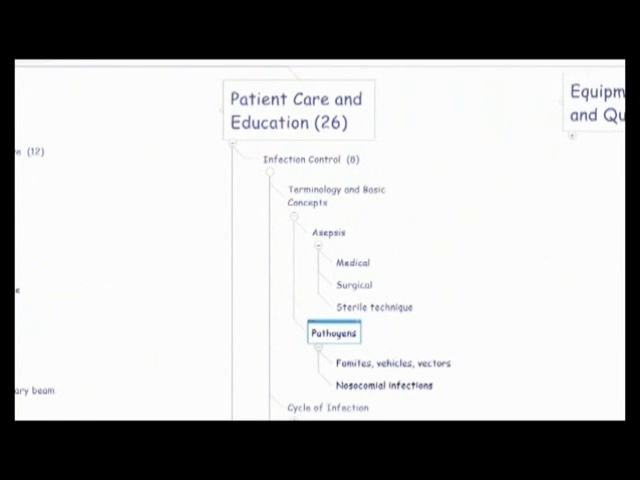 Patient Care and
Education (26)
Equipm
and Qu
(12)
Infection Control (8)
Terminology and Basic
Concepts
Asepsis
Medical
Surgical
Sterile technique
Pathogens
Fomites, vehicles, vectors
Nosocomial infections
ary beam
Cycle of Infection